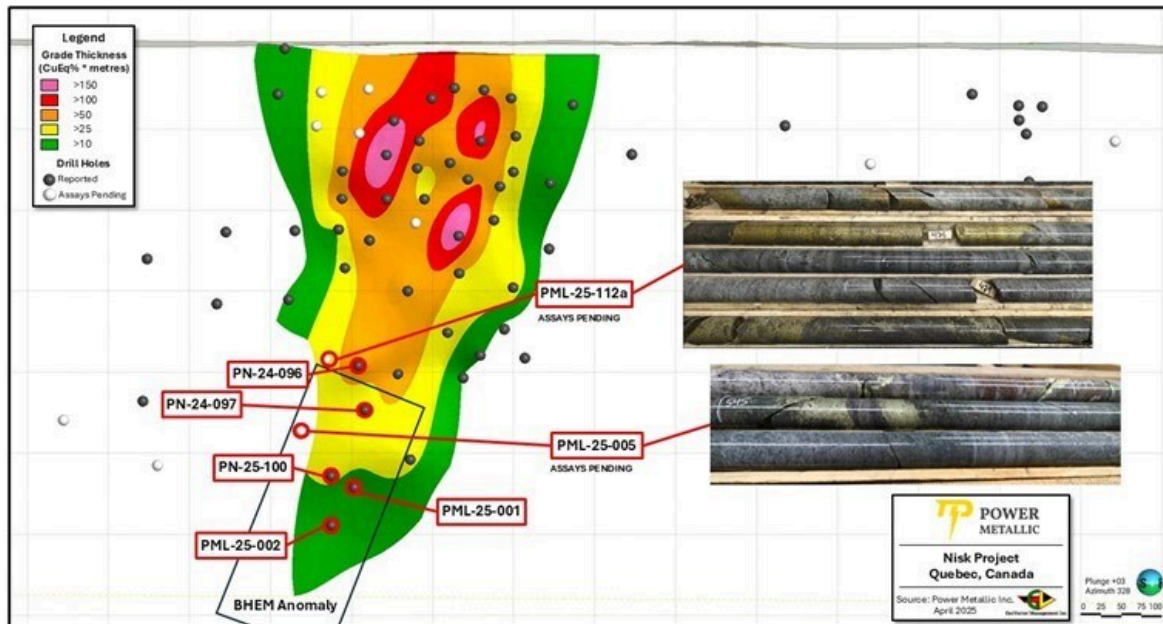 Legend
Grade Thickness
(CuEq% * metres)
>150
>100
>50
>25
>10
Drill Holes
Reported
Assays Pending
PML-25-112a
ASSAYS PENDING
PN-24-096
PN-24-097
PML-25-005
ASSAYS PENDING
PN-25-100
PML-25-001
PML-25-002
BHEM Anomaly
POWER
METALLIC
Nisk Project
Quebec, Canada
Source: Power Metallic Inc.
April 2025
Plunge +03
Azimuth 328
0 25 50 75 100